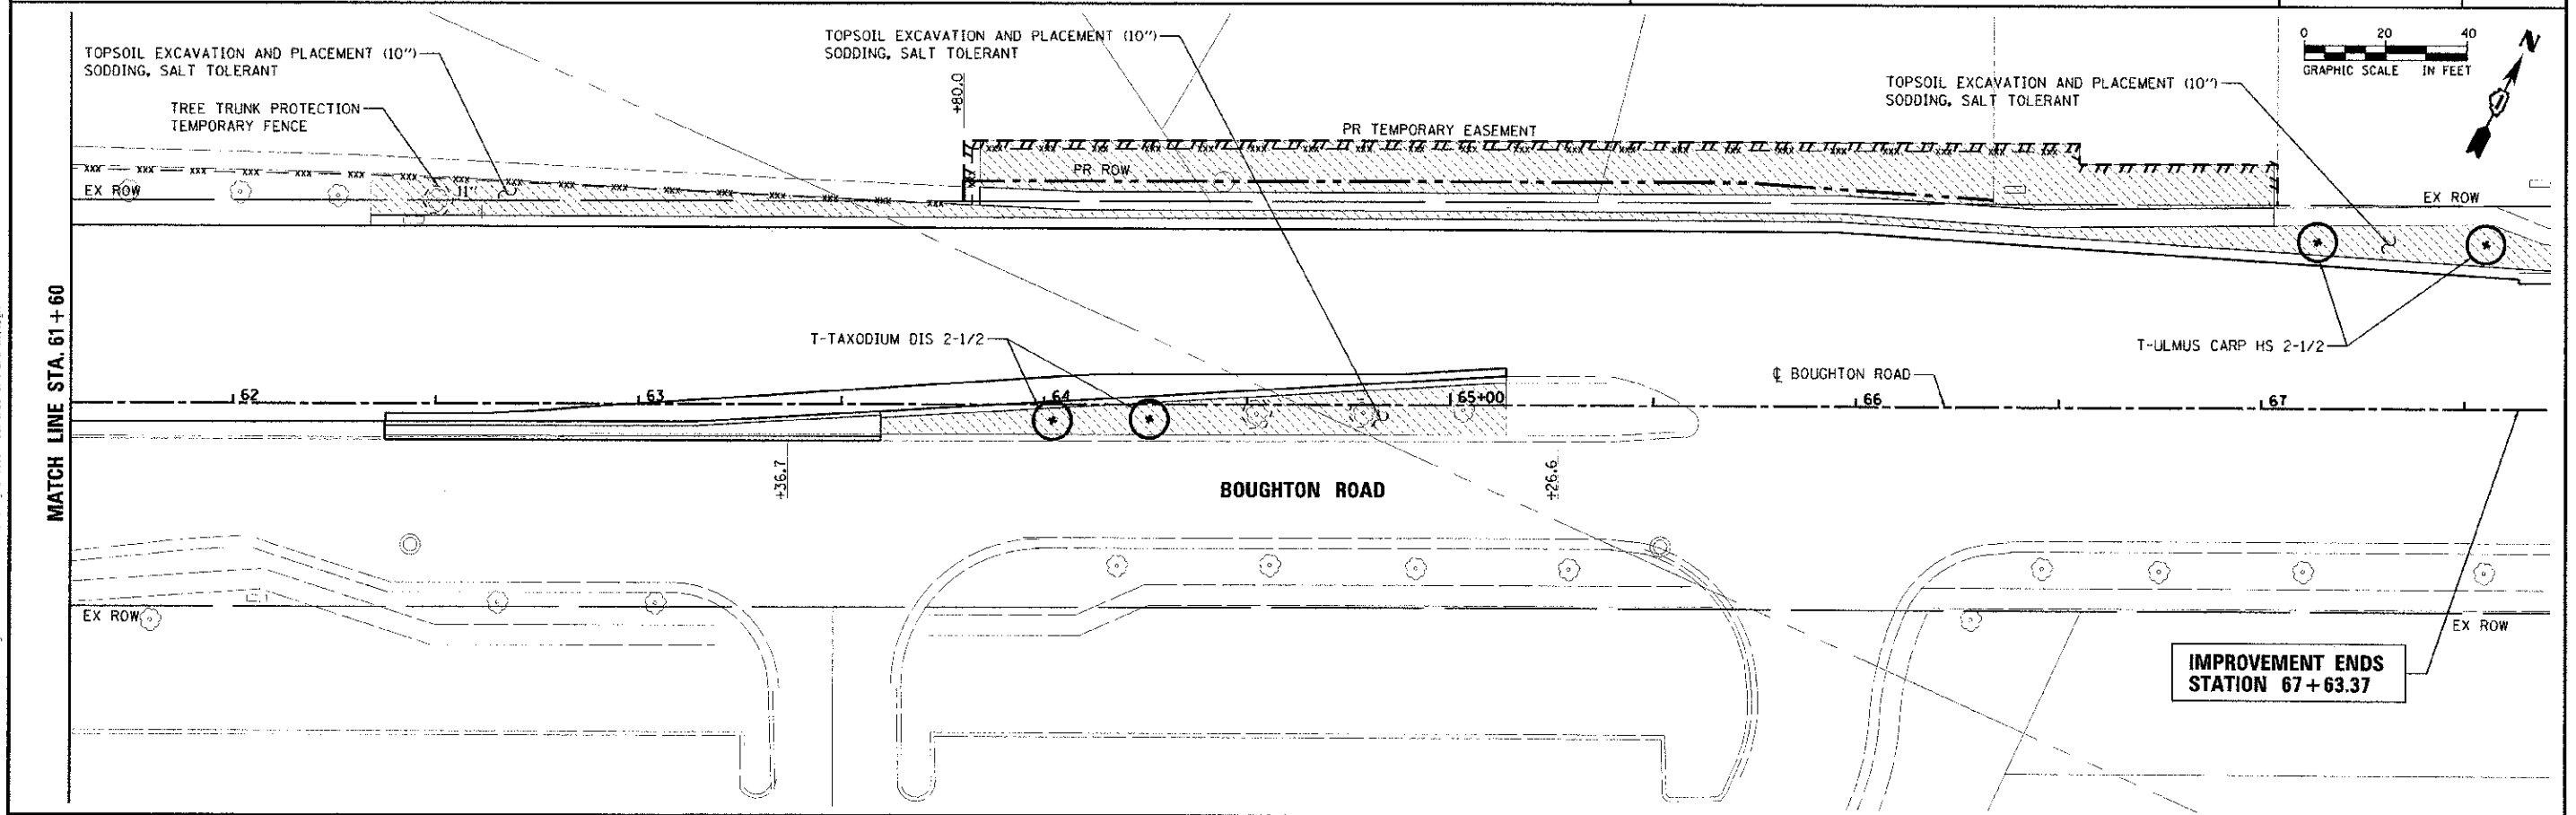 TOPSOIL EXCAVATION AND PLACEMENT (10")
SODDING, SALT TOLERANT
TREE TRUNK PROTECTION
TEMPORARY FENCE
TOPSOIL EXCAVATION AND PLACEMENT (10")
SODDING, SALT TOLERANT
+80.0
TOPSOIL EXCAVATION AND PLACEMENT (10")
SODDING, SALT TOLERANT
0 20 40
GRAPHIC SCALE IN FEET
N
PR TEMPORARY EASEMENT
PR ROW
EX ROW
11"
EX ROW
MATCH LINE STA. 61+60
T-TAXODIUM DIS 2-1/2
T-ULMUS CARP HS 2-1/2
℄ BOUGHTON ROAD
62
63
64
65+00
66
67
+36.7
+26.6
BOUGHTON ROAD
EX ROW
EX ROW
IMPROVEMENT ENDS
STATION 67+63.37